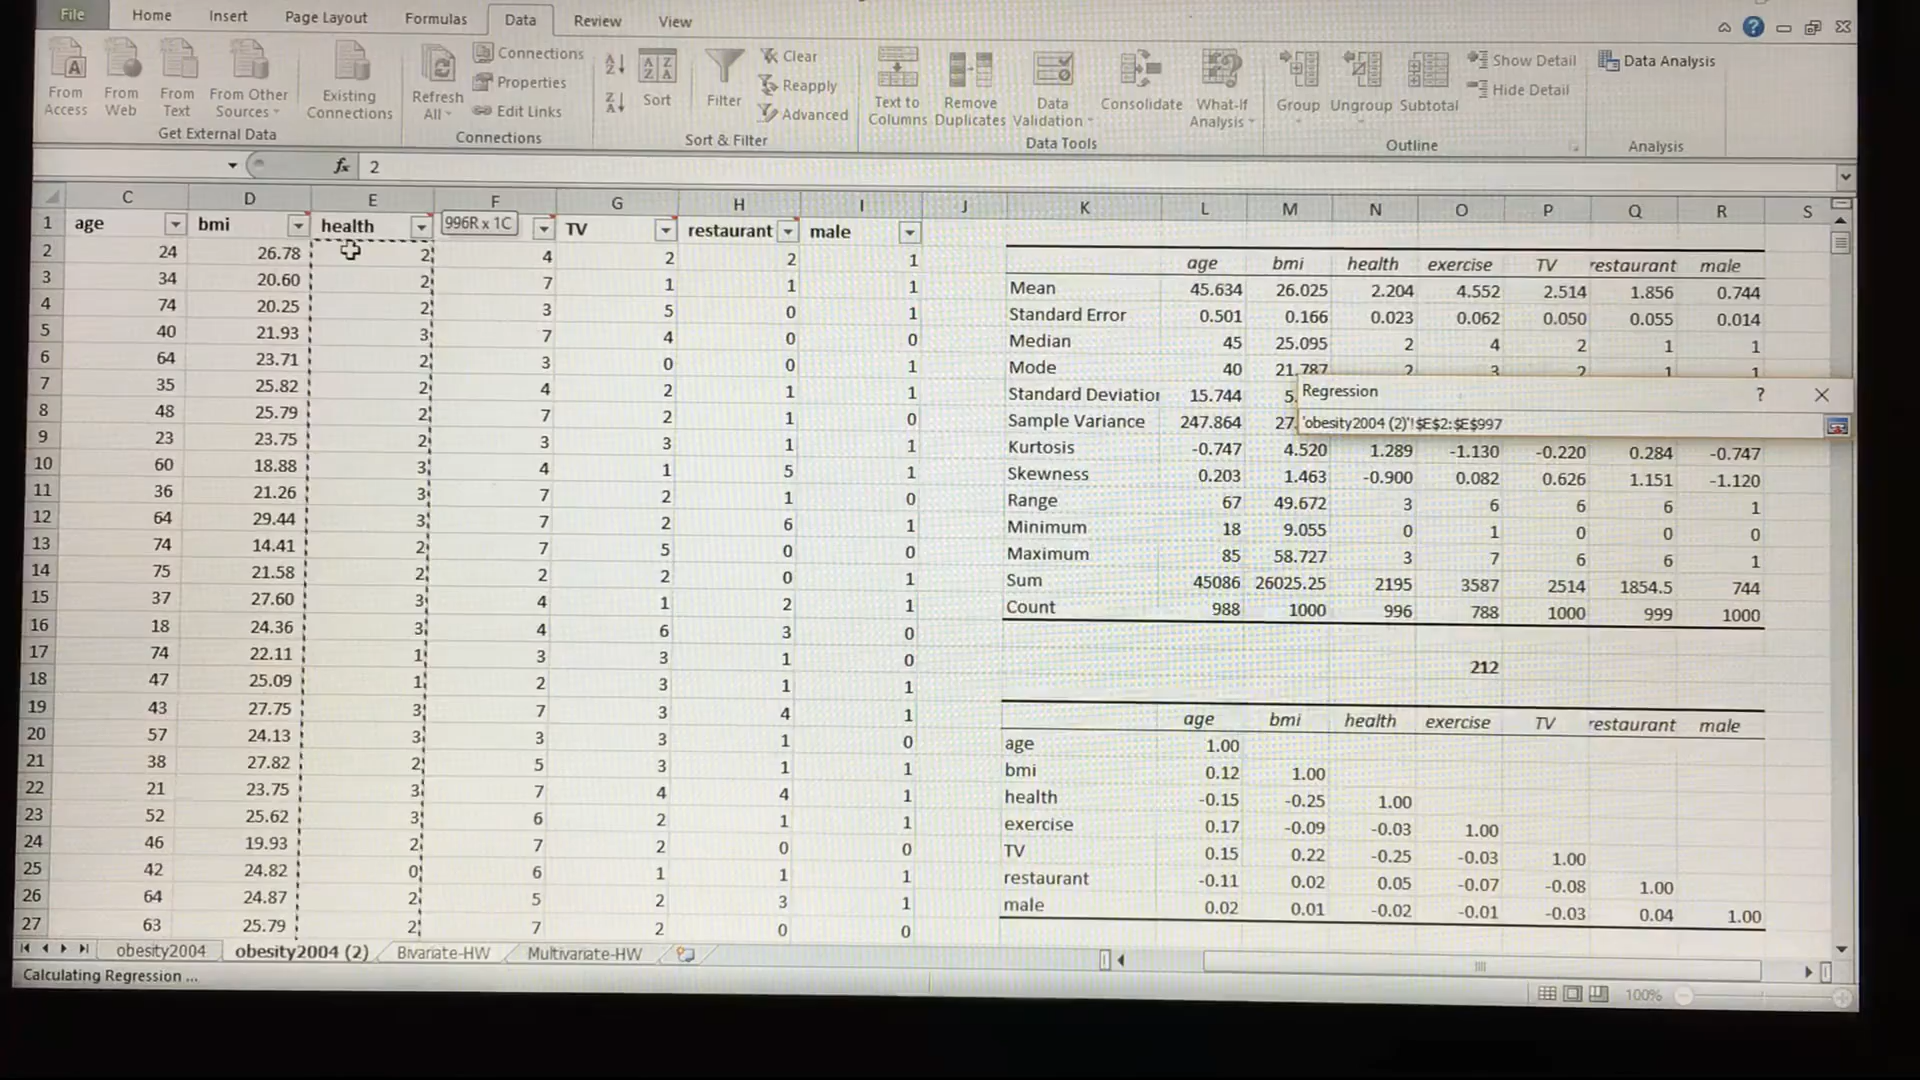 File Home Insert Page Layout Formulas Data Review View
From Access From Web From Text From Other Sources Existing Connections
Get External Data
Refresh All Connections Properties Edit Links
Connections
Sort Filter Clear Reapply Advanced
Sort & Filter
Text to Columns Remove Duplicates Data Validation Consolidate What-If Analysis
Data Tools
Group Ungroup Subtotal Show Detail Hide Detail
Outline
Data Analysis
Analysis
fx 2
C D E F G H I J K L M N O P Q R S
1 age bmi health 996R x 1C TV restaurant male
2 24 26.78 2 4 2 2 1
3 34 20.60 2 7 1 1 1
4 74 20.25 2 3 5 0 1
5 40 21.93 3 7 4 0 0
6 64 23.71 2 3 0 0 1
7 35 25.82 2 4 2 1 1
8 48 25.79 2 7 2 1 0
9 23 23.75 2 3 3 1 1
10 60 18.88 3 4 1 5 1
11 36 21.26 3 7 2 1 0
12 64 29.44 3 7 2 6 1
13 74 14.41 2 7 5 0 0
14 75 21.58 2 2 2 0 1
15 37 27.60 3 4 1 2 1
16 18 24.36 3 4 6 3 0
17 74 22.11 1 3 3 1 0
18 47 25.09 1 2 3 1 1
19 43 27.75 3 7 3 4 1
20 57 24.13 3 3 3 1 0
21 38 27.82 2 5 3 1 1
22 21 23.75 3 7 4 4 1
23 52 25.62 3 6 2 1 1
24 46 19.93 2 7 2 0 0
25 42 24.82 0 6 1 1 1
26 64 24.87 2 5 2 3 1
27 63 25.79 2 7 2 0 0
age bmi health exercise TV restaurant male
Mean 45.634 26.025 2.204 4.552 2.514 1.856 0.744
Standard Error 0.501 0.166 0.023 0.062 0.050 0.055 0.014
Median 45 25.095 2 4 2 1 1
Mode 40 21.787 2 3 2 1 1
Standard Deviation 15.744 5.
Sample Variance 247.864 27.
Kurtosis -0.747 4.520 1.289 -1.130 -0.220 0.284 -0.747
Skewness 0.203 1.463 -0.900 0.082 0.626 1.151 -1.120
Range 67 49.672 3 6 6 6 1
Minimum 18 9.055 0 1 0 0 0
Maximum 85 58.727 3 7 6 6 1
Sum 45086 26025.25 2195 3587 2514 1854.5 744
Count 988 1000 996 788 1000 999 1000
212
Regression ?
'obesity2004 (2)'!$E$2:$E$997
age bmi health exercise TV restaurant male
age 1.00
bmi 0.12 1.00
health -0.15 -0.25 1.00
exercise 0.17 -0.09 -0.03 1.00
TV 0.15 0.22 -0.25 -0.03 1.00
restaurant -0.11 0.02 0.05 -0.07 -0.08 1.00
male 0.02 0.01 -0.02 -0.01 -0.03 0.04 1.00
obesity2004 obesity2004 (2) Bivariate-HW Multivariate-HW
Calculating Regression ...
100%